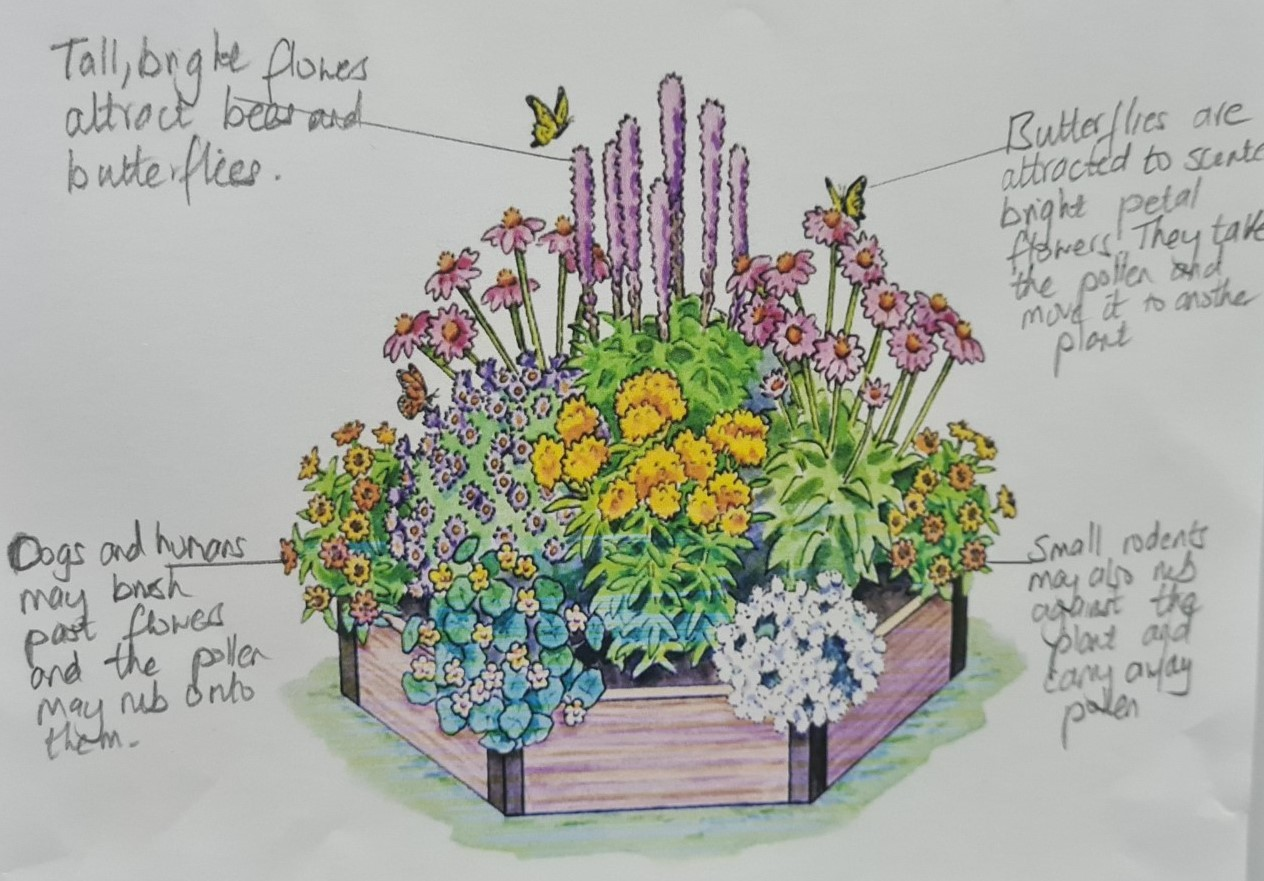 Tall, bright flowes
attract bees and
butterflies.
Butterflies are
attracted to scente
bright petal
flowers. They take
the pollen and
move it to anothe
plant
Dogs and humans
may brush
past flowers
and the pollen
may rub onto
them.
Small rodents
may also rub
against the
plant and
carry away
pollen